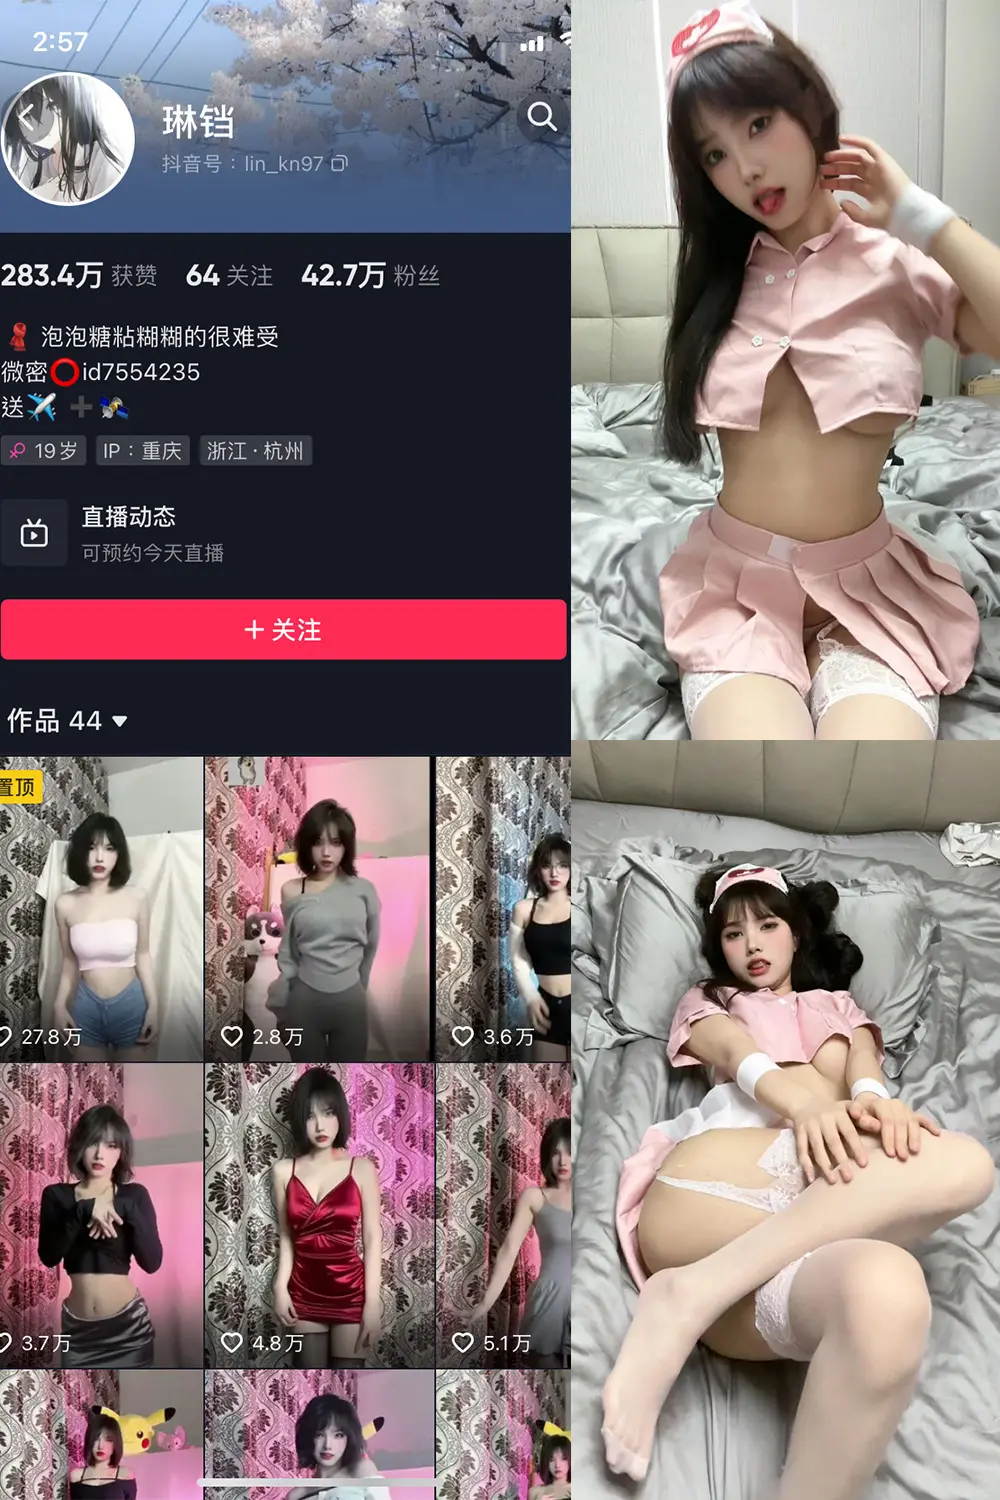 2:57
琳铛
抖音号：lin_kn97
283.4万 获赞 64 关注 42.7万 粉丝
泡泡糖粘糊糊的很难受
微密⭕id7554235
送✈️➕🛰️
19岁 IP：重庆 浙江·杭州
直播动态
可预约今天直播
+ 关注
作品 44
置顶
27.8万 2.8万 3.6万
3.7万 4.8万 5.1万